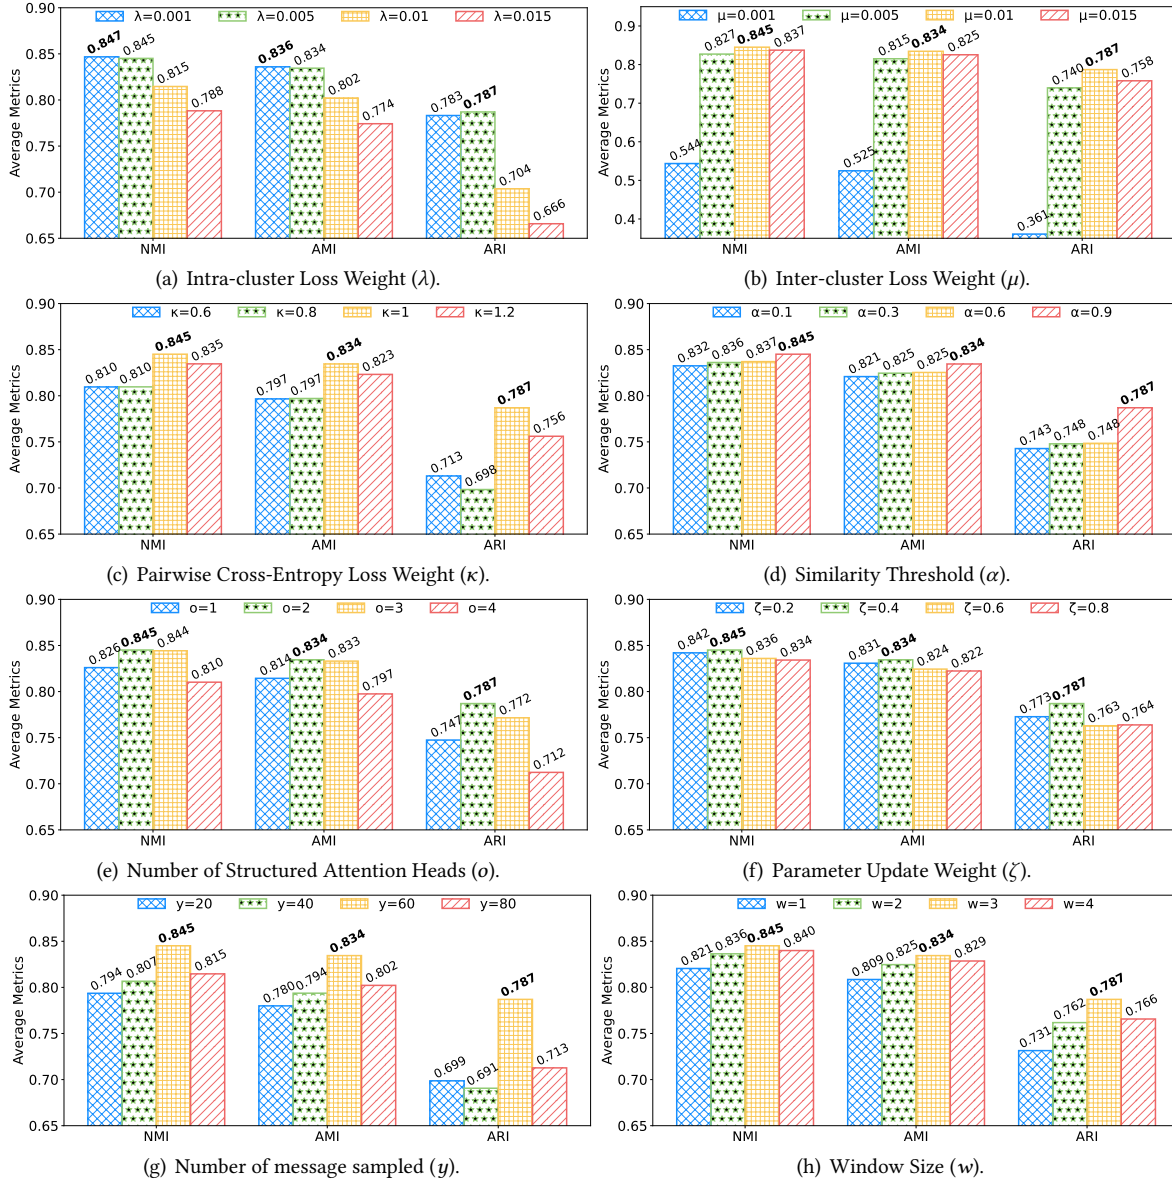 λ=0.001 λ=0.005 λ=0.01 λ=0.015
Average Metrics
0.90
0.85
0.80
0.75
0.70
0.65
0.847 0.845 0.815 0.788
0.836 0.834 0.802 0.774
0.783 0.787 0.704 0.666
NMI AMI ARI
(a) Intra-cluster Loss Weight (λ).
μ=0.001 μ=0.005 μ=0.01 μ=0.015
Average Metrics
0.9
0.8
0.7
0.6
0.5
0.4
0.544 0.827 0.845 0.837
0.525 0.815 0.834 0.825
0.361 0.740 0.787 0.758
NMI AMI ARI
(b) Inter-cluster Loss Weight (μ).
κ=0.6 κ=0.8 κ=1 κ=1.2
Average Metrics
0.90
0.85
0.80
0.75
0.70
0.65
0.810 0.810 0.845 0.835
0.797 0.797 0.834 0.823
0.713 0.698 0.787 0.756
NMI AMI ARI
(c) Pairwise Cross-Entropy Loss Weight (κ).
α=0.1 α=0.3 α=0.6 α=0.9
Average Metrics
0.90
0.85
0.80
0.75
0.70
0.65
0.832 0.836 0.837 0.845
0.821 0.825 0.825 0.834
0.743 0.748 0.748 0.787
NMI AMI ARI
(d) Similarity Threshold (α).
o=1 o=2 o=3 o=4
Average Metrics
0.90
0.85
0.80
0.75
0.70
0.65
0.826 0.845 0.844 0.810
0.814 0.834 0.833 0.797
0.747 0.787 0.772 0.712
NMI AMI ARI
(e) Number of Structured Attention Heads (o).
ζ=0.2 ζ=0.4 ζ=0.6 ζ=0.8
Average Metrics
0.90
0.85
0.80
0.75
0.70
0.65
0.842 0.845 0.836 0.834
0.831 0.834 0.824 0.822
0.773 0.787 0.763 0.764
NMI AMI ARI
(f) Parameter Update Weight (ζ).
y=20 y=40 y=60 y=80
Average Metrics
0.90
0.85
0.80
0.75
0.70
0.65
0.794 0.807 0.845 0.815
0.780 0.794 0.834 0.802
0.699 0.691 0.787 0.713
NMI AMI ARI
(g) Number of message sampled (y).
w=1 w=2 w=3 w=4
Average Metrics
0.90
0.85
0.80
0.75
0.70
0.65
0.821 0.836 0.845 0.840
0.809 0.825 0.834 0.829
0.731 0.762 0.787 0.766
NMI AMI ARI
(h) Window Size (w).